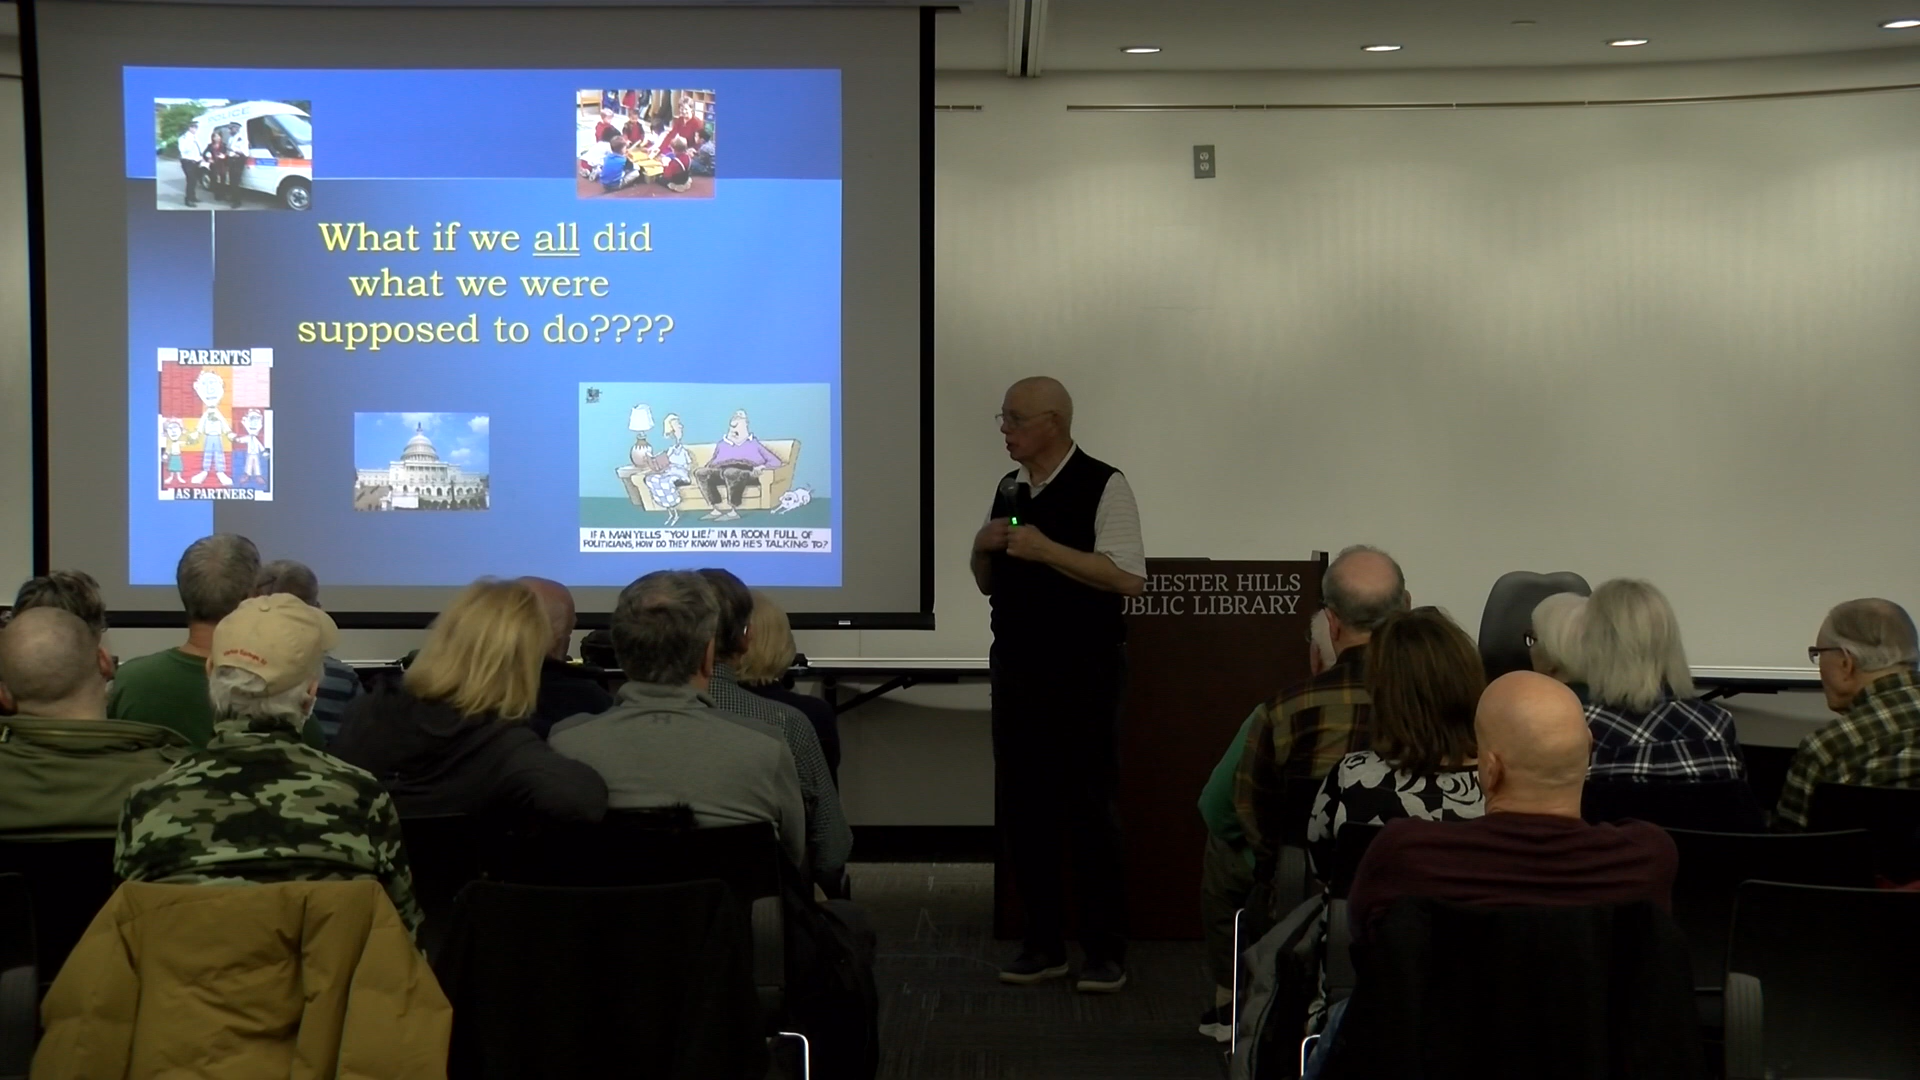 POLICE
What if we all did
what we were
supposed to do????
PARENTS
AS PARTNERS
IF A MAN YELLS "YOU LIE!" IN A ROOM FULL OF
POLITICIANS, HOW DO THEY KNOW WHO HE'S TALKING TO?
HESTER HILLS
UBLIC LIBRARY